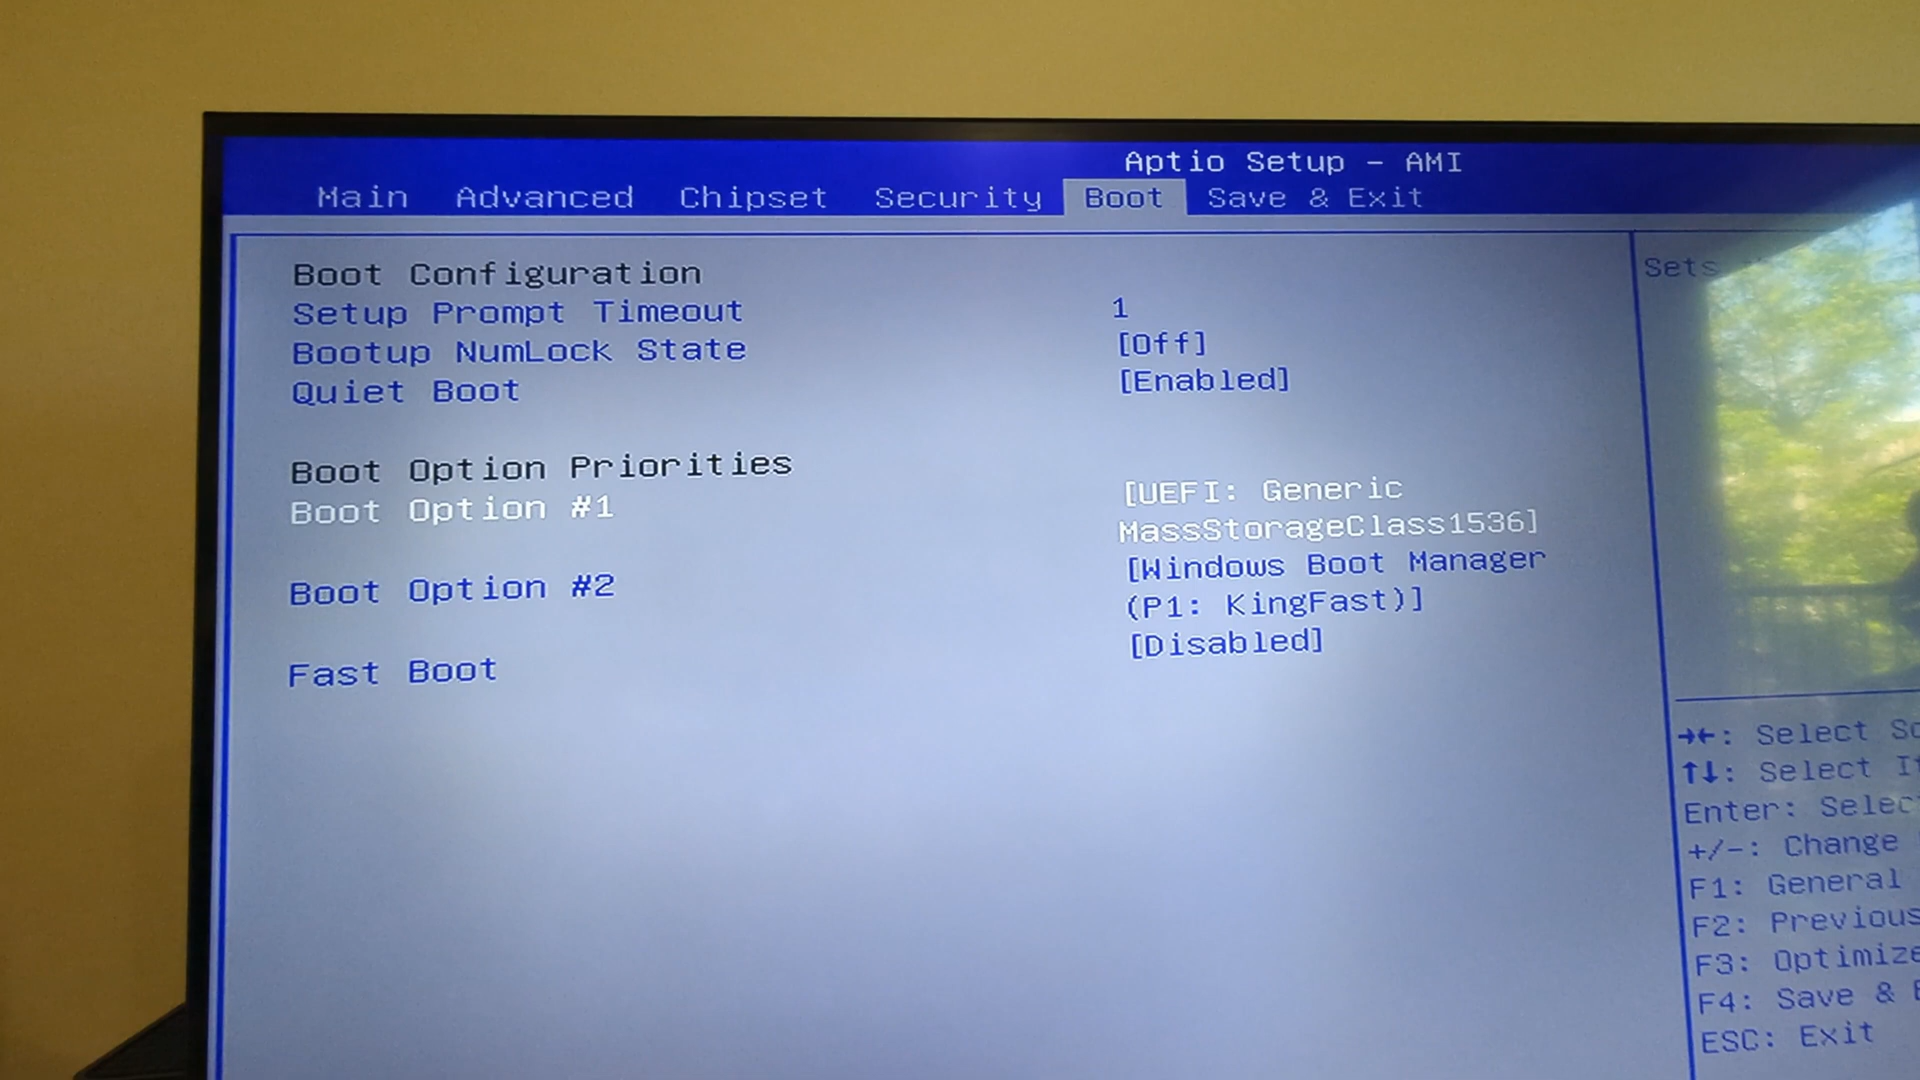 Aptio Setup - AMI
Main Advanced Chipset Security Boot Save & Exit
Boot Configuration
Setup Prompt Timeout 1
Bootup NumLock State [Off]
Quiet Boot [Enabled]
Boot Option Priorities
Boot Option #1 [UEFI: Generic
MassStorageClass1536]
Boot Option #2 [Windows Boot Manager
(P1: KingFast)]
Fast Boot [Disabled]
Sets
→←: Select
↑↓: Select
Enter:
+/-: Change
F1: General
F2: Previous
F3:
F4: Save &
ESC: Exit